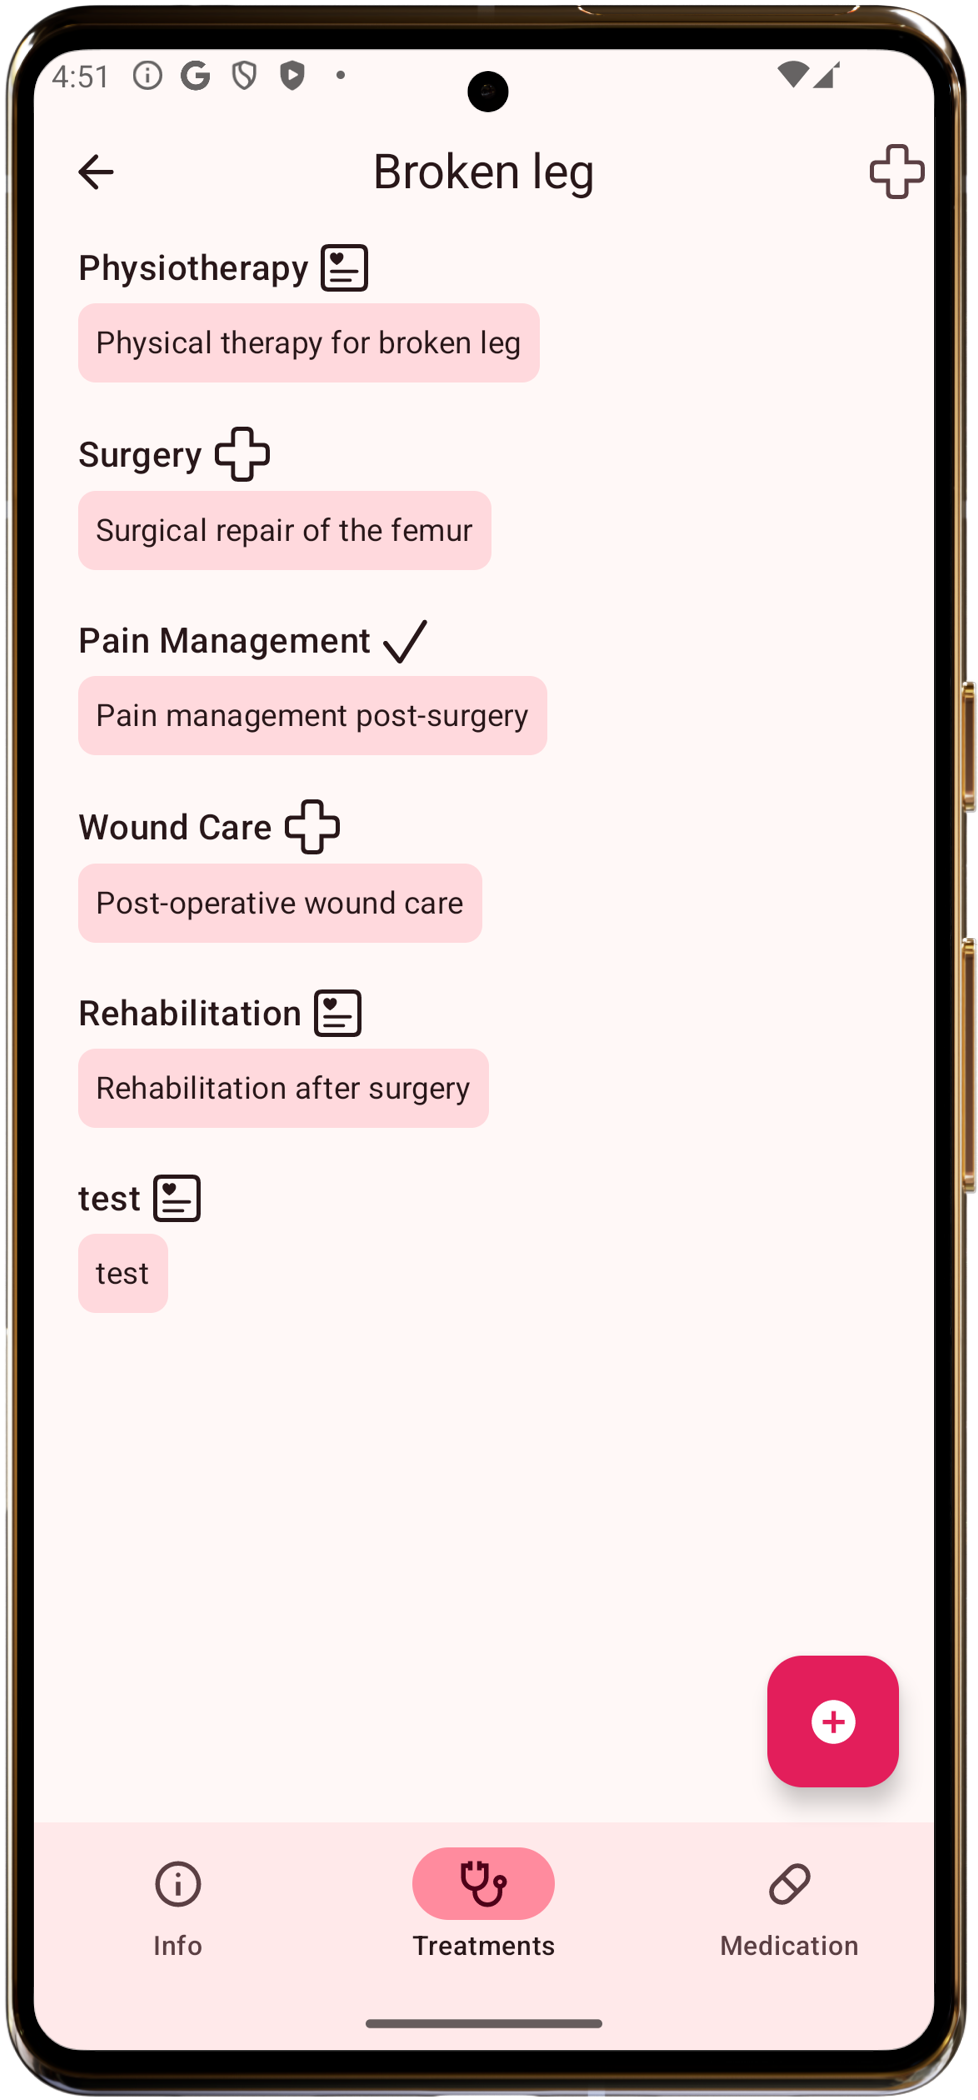 4:51
Broken leg
Physiotherapy
Physical therapy for broken leg
Surgery
Surgical repair of the femur
Pain Management
Pain management post-surgery
Wound Care
Post-operative wound care
Rehabilitation
Rehabilitation after surgery
test
test
Info
Treatments
Medication